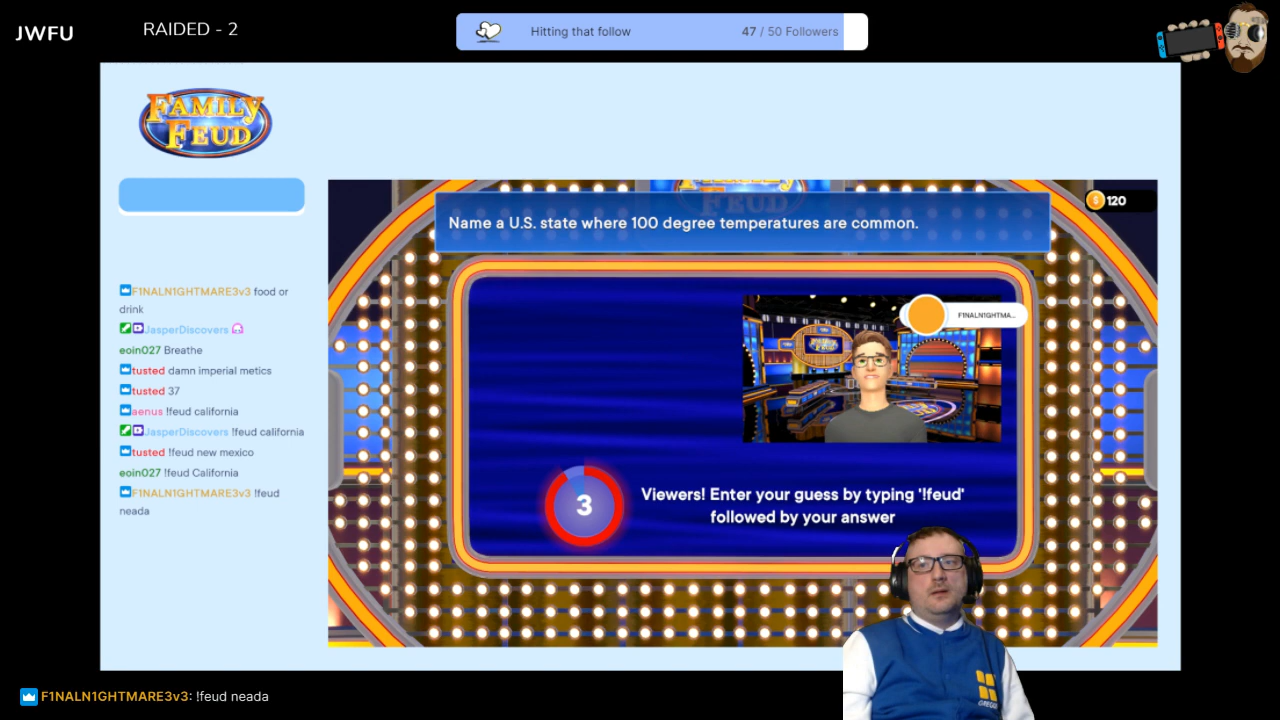 JWFU
RAIDED - 2
Hitting that follow
47 / 50 Followers
FAMILY
FEUD
Name a U.S. state where 100 degree temperatures are common.
120
F1NALN1GHTMARE3v3 food or
drink
JasperDiscovers
eoin027 Breathe
tusted damn imperial metics
tusted 37
aenus !feud california
JasperDiscovers !feud california
tusted !feud new mexico
eoin027 !feud California
F1NALN1GHTMARE3v3 !feud
neada
F1NALN1GHTMA...
3
Viewers! Enter your guess by typing '!feud'
followed by your answer
F1NALN1GHTMARE3v3: !feud neada